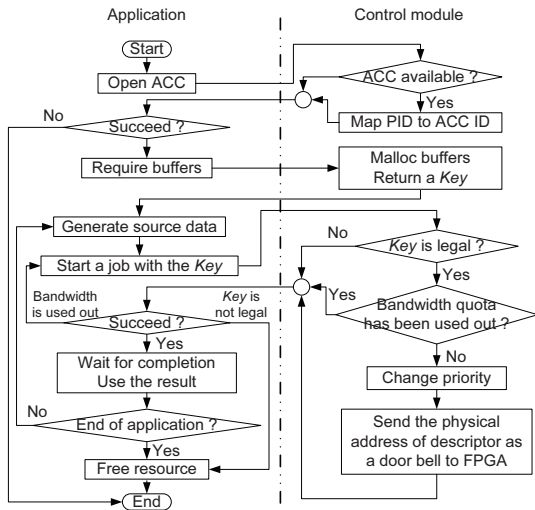 Application
Control module
Start
Open ACC
ACC available ?
Yes
Map PID to ACC ID
No
Succeed ?
Require buffers
Malloc buffers
Return a Key
Generate source data
Start a job with the Key
No
Key is legal ?
Yes
Bandwidth
is used out
Key is
not legal
Succeed ?
Yes
Bandwidth quota
has been used out ?
Yes
No
Wait for completion
Use the result
Change priority
No
End of application ?
Yes
Send the physical
address of descriptor as
a door bell to FPGA
Free resource
End